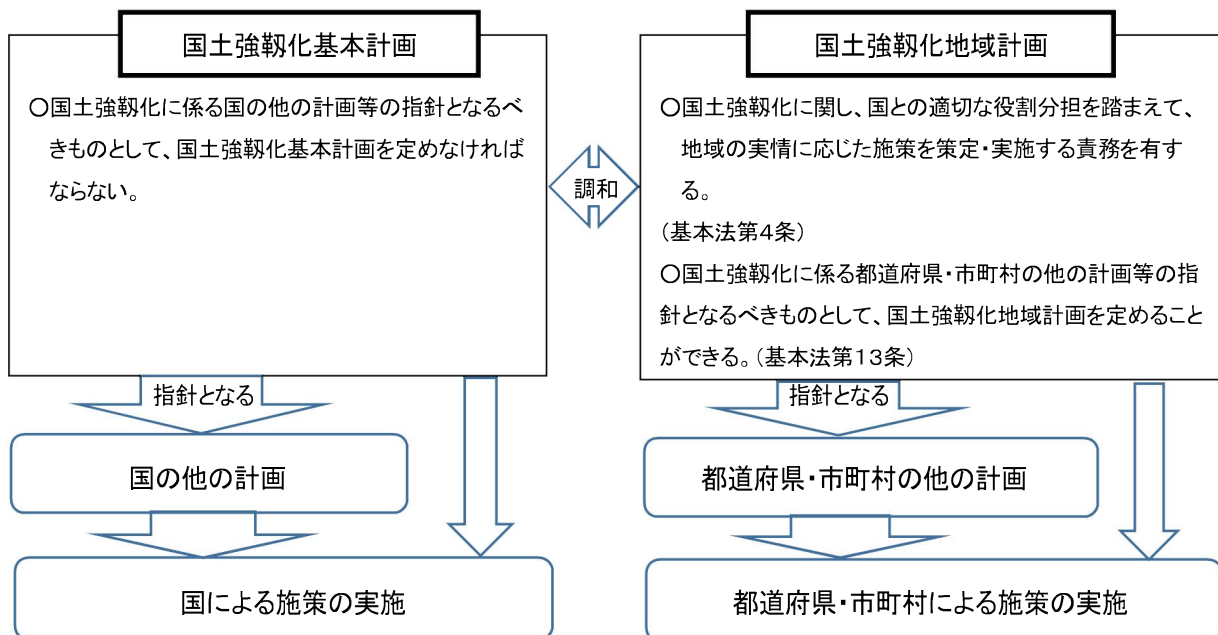 国土強靱化基本計画
○国土強靱化に係る国の他の計画等の指針となるべ
きものとして、国土強靱化基本計画を定めなければ
ならない。
調和
国土強靱化地域計画
○国土強靱化に関し、国との適切な役割分担を踏まえて、
地域の実情に応じた施策を策定・実施する責務を有す
る。
(基本法第4条)
○国土強靱化に係る都道府県・市町村の他の計画等の指
針となるべきものとして、国土強靱化地域計画を定めること
ができる。(基本法第13条)
指針となる
国の他の計画
国による施策の実施
指針となる
都道府県・市町村の他の計画
都道府県・市町村による施策の実施